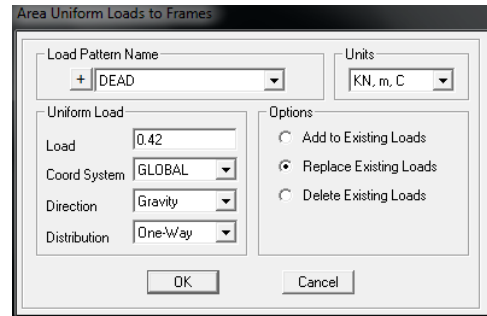 Area Uniform Loads to Frames
Load Pattern Name
+ DEAD
Units
KN, m, C
Uniform Load
Load 0.42
Coord System GLOBAL
Direction Gravity
Distribution One-Way
Options
Add to Existing Loads
Replace Existing Loads
Delete Existing Loads
OK Cancel